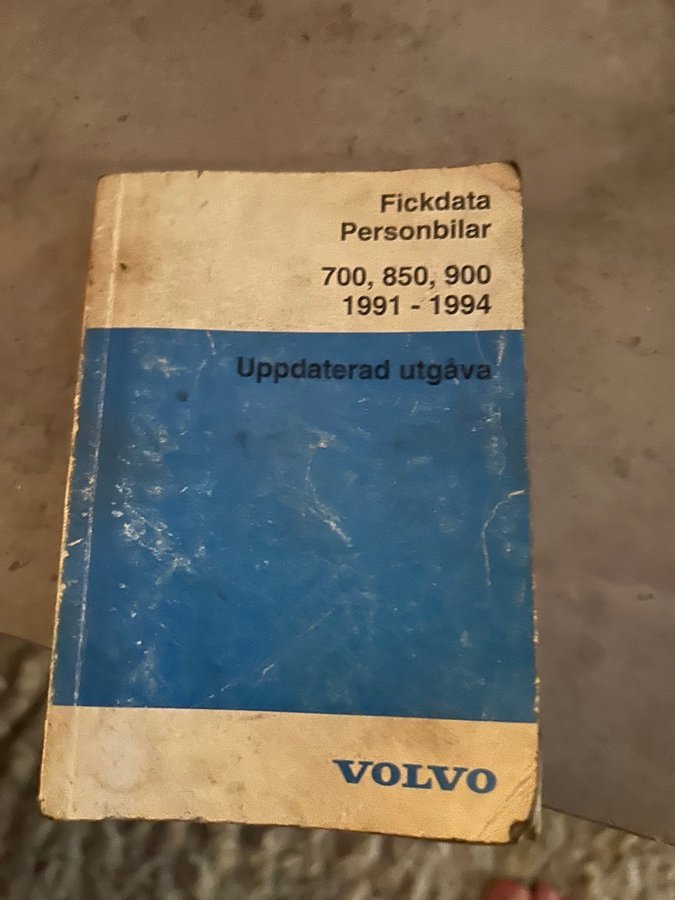 Fickdata
Personbilar
700, 850, 900
1991 - 1994
Uppdaterad utgåva
VOLVO